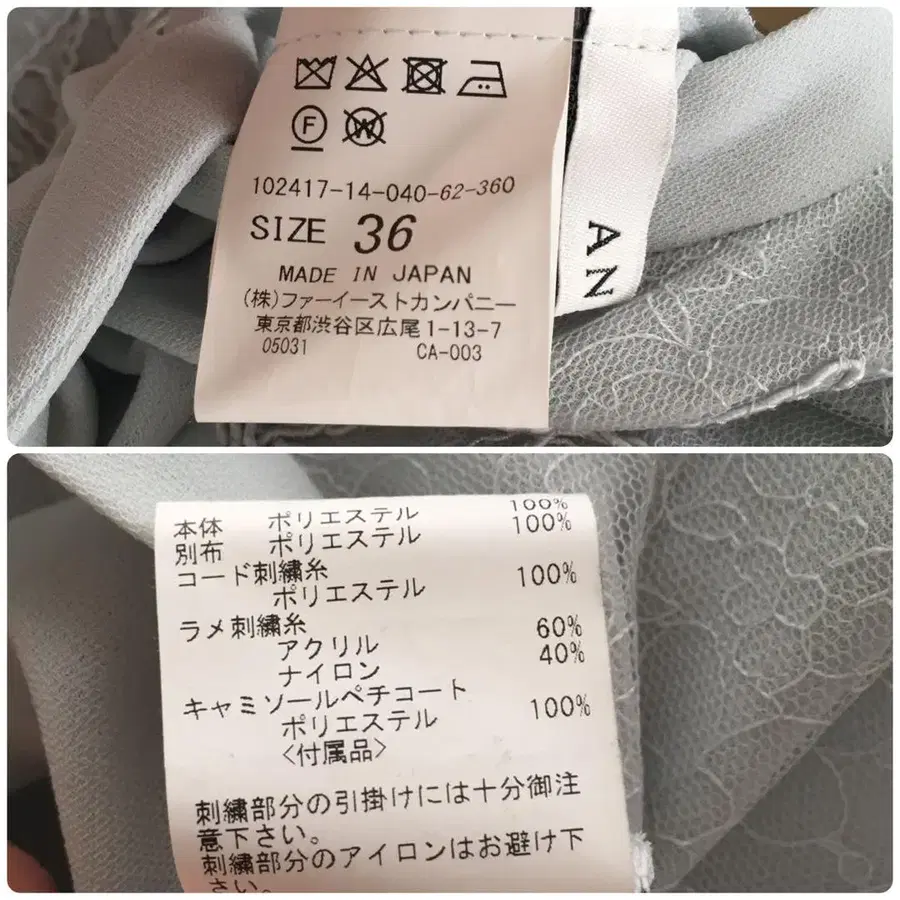 F
W
102417-14-040-62-360
SIZE 36
MADE IN JAPAN
(株)ファーイーストカンパニー
東京都渋谷区広尾1-13-7
05031 CA-003
AN
本体 ポリエステル 100%
別布 ポリエステル 100%
コード刺繍糸
ポリエステル 100%
ラメ刺繍糸
アクリル 60%
ナイロン 40%
キャミソールペチコート
ポリエステル 100%
<付属品>
刺繍部分の引掛けには十分御注
意下さい。
刺繍部分のアイロンはお避け下
さい。